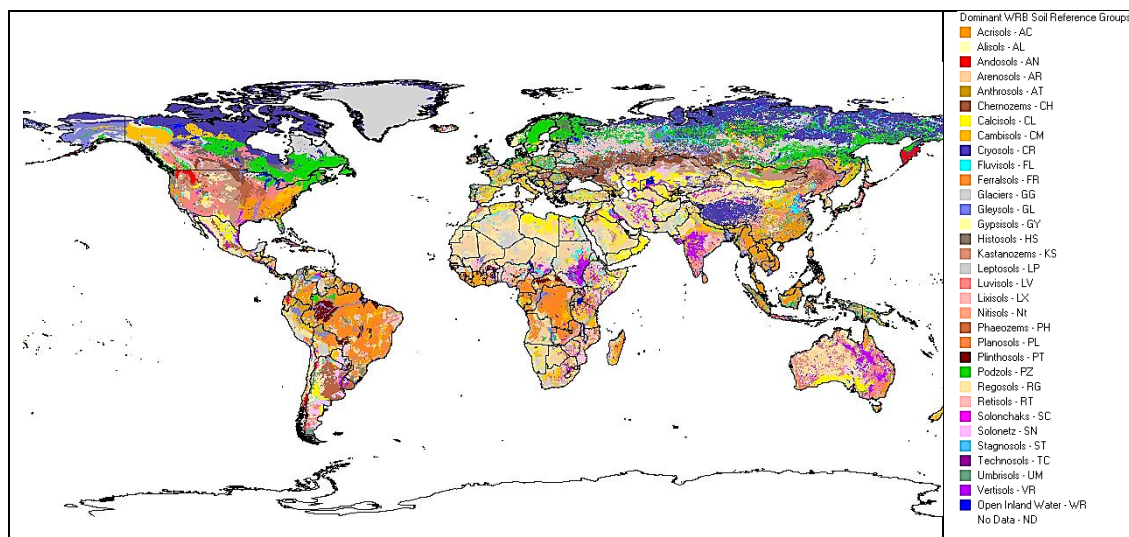 Dominant WRB Soil Reference Groups
Acrisols - AC
Alisols - AL
Andosols - AN
Arenosols - AR
Anthrosols - AT
Chernozems - CH
Calcisols - CL
Cambisols - CM
Cryosols - CR
Fluvisols - FL
Ferralsols - FR
Glaciers - GG
Gleysols - GL
Gypsisols - GY
Histosols - HS
Kastanozems - KS
Leptosols - LP
Luvisols - LV
Lixisols - LX
Nitisols - Nt
Phaeozems - PH
Planosols - PL
Plinthosols - PT
Podzols - PZ
Regosols - RG
Retisols - RT
Solonchaks - SC
Solonetz - SN
Stagnosols - ST
Technosols - TC
Umbrisols - UM
Vertisols - VR
Open Inland Water - WR
No Data - ND